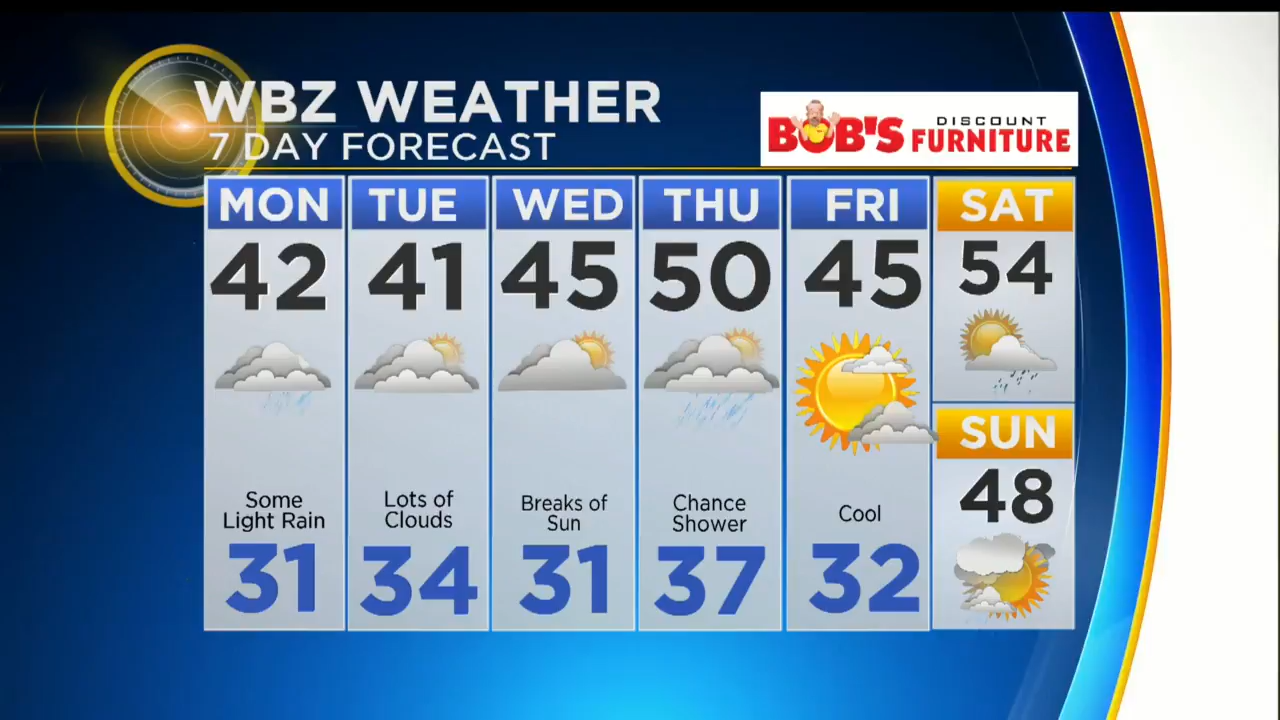 WBZ WEATHER
7 DAY FORECAST
BOB'S DISCOUNT FURNITURE
MON
42
Some
Light Rain
31
TUE
41
Lots of
Clouds
34
WED
45
Breaks of
Sun
31
THU
50
Chance
Shower
37
FRI
45
Cool
32
SAT
54
SUN
48